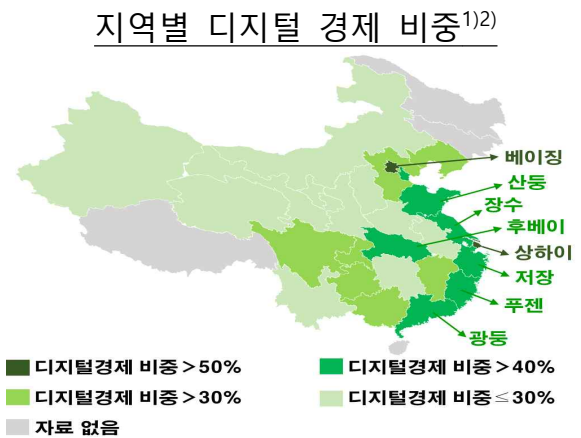 지역별 디지털 경제 비중1)2)
베이징
산둥
장수
후베이
상하이
저장
푸젠
광둥
디지털경제 비중>50% 디지털경제 비중>40%
디지털경제 비중>30% 디지털경제 비중≤30%
자료 없음